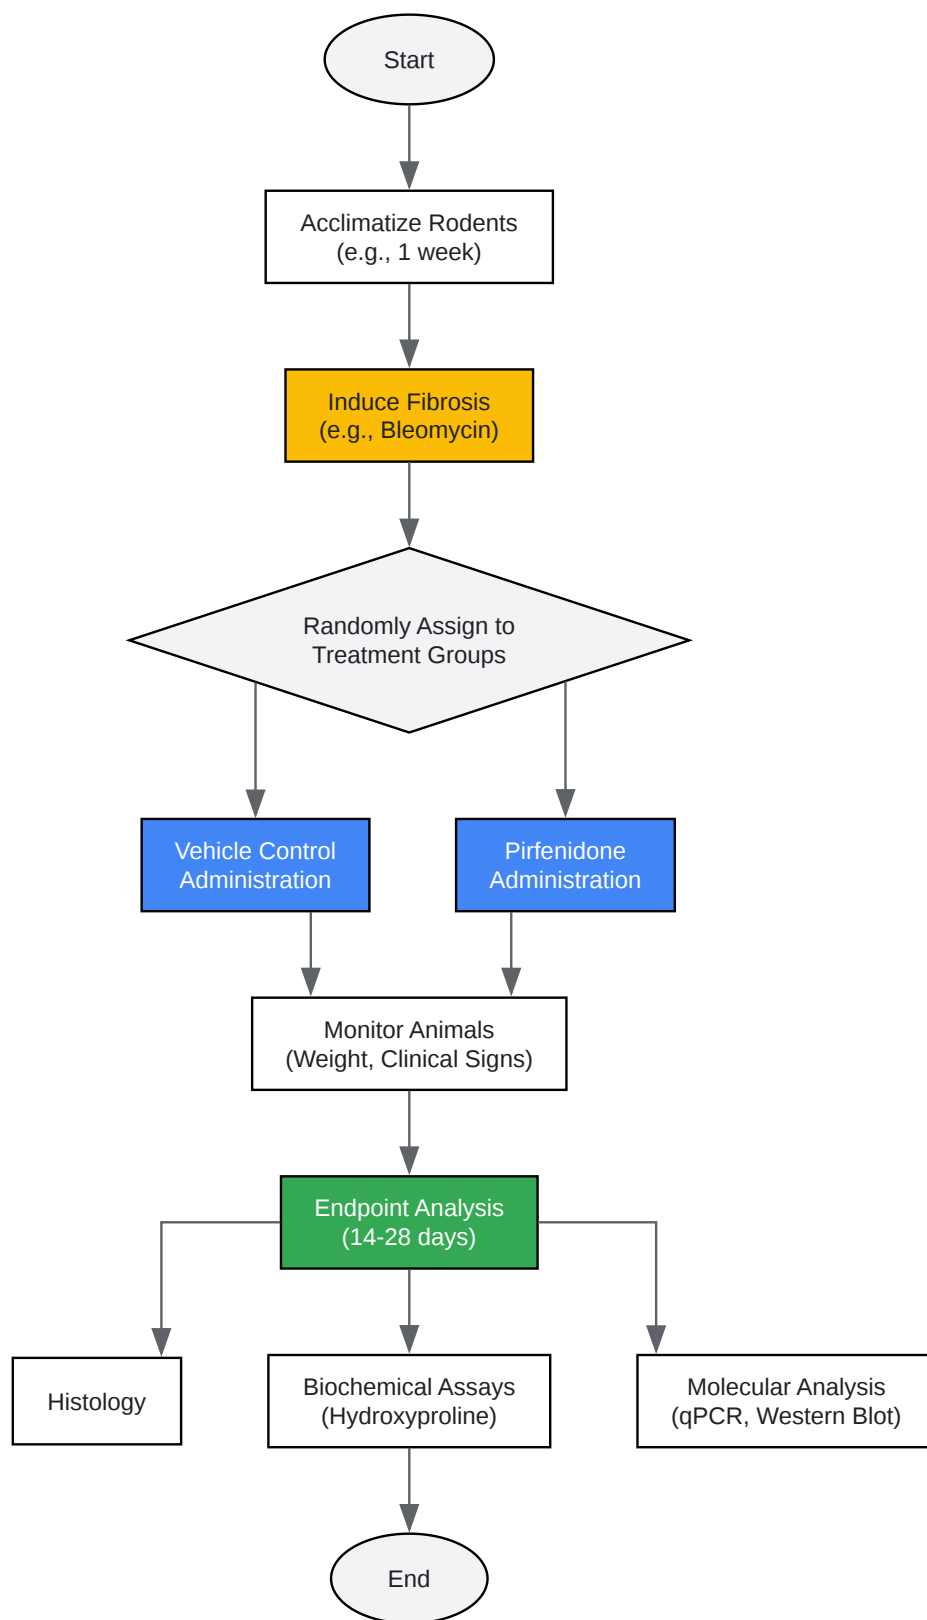 Start
Acclimatize Rodents
(e.g., 1 week)
Induce Fibrosis
(e.g., Bleomycin)
Randomly Assign to
Treatment Groups
Vehicle Control
Administration
Pirfenidone
Administration
Monitor Animals
(Weight, Clinical Signs)
Endpoint Analysis
(14-28 days)
Histology
Biochemical Assays
(Hydroxyproline)
Molecular Analysis
(qPCR, Western Blot)
End